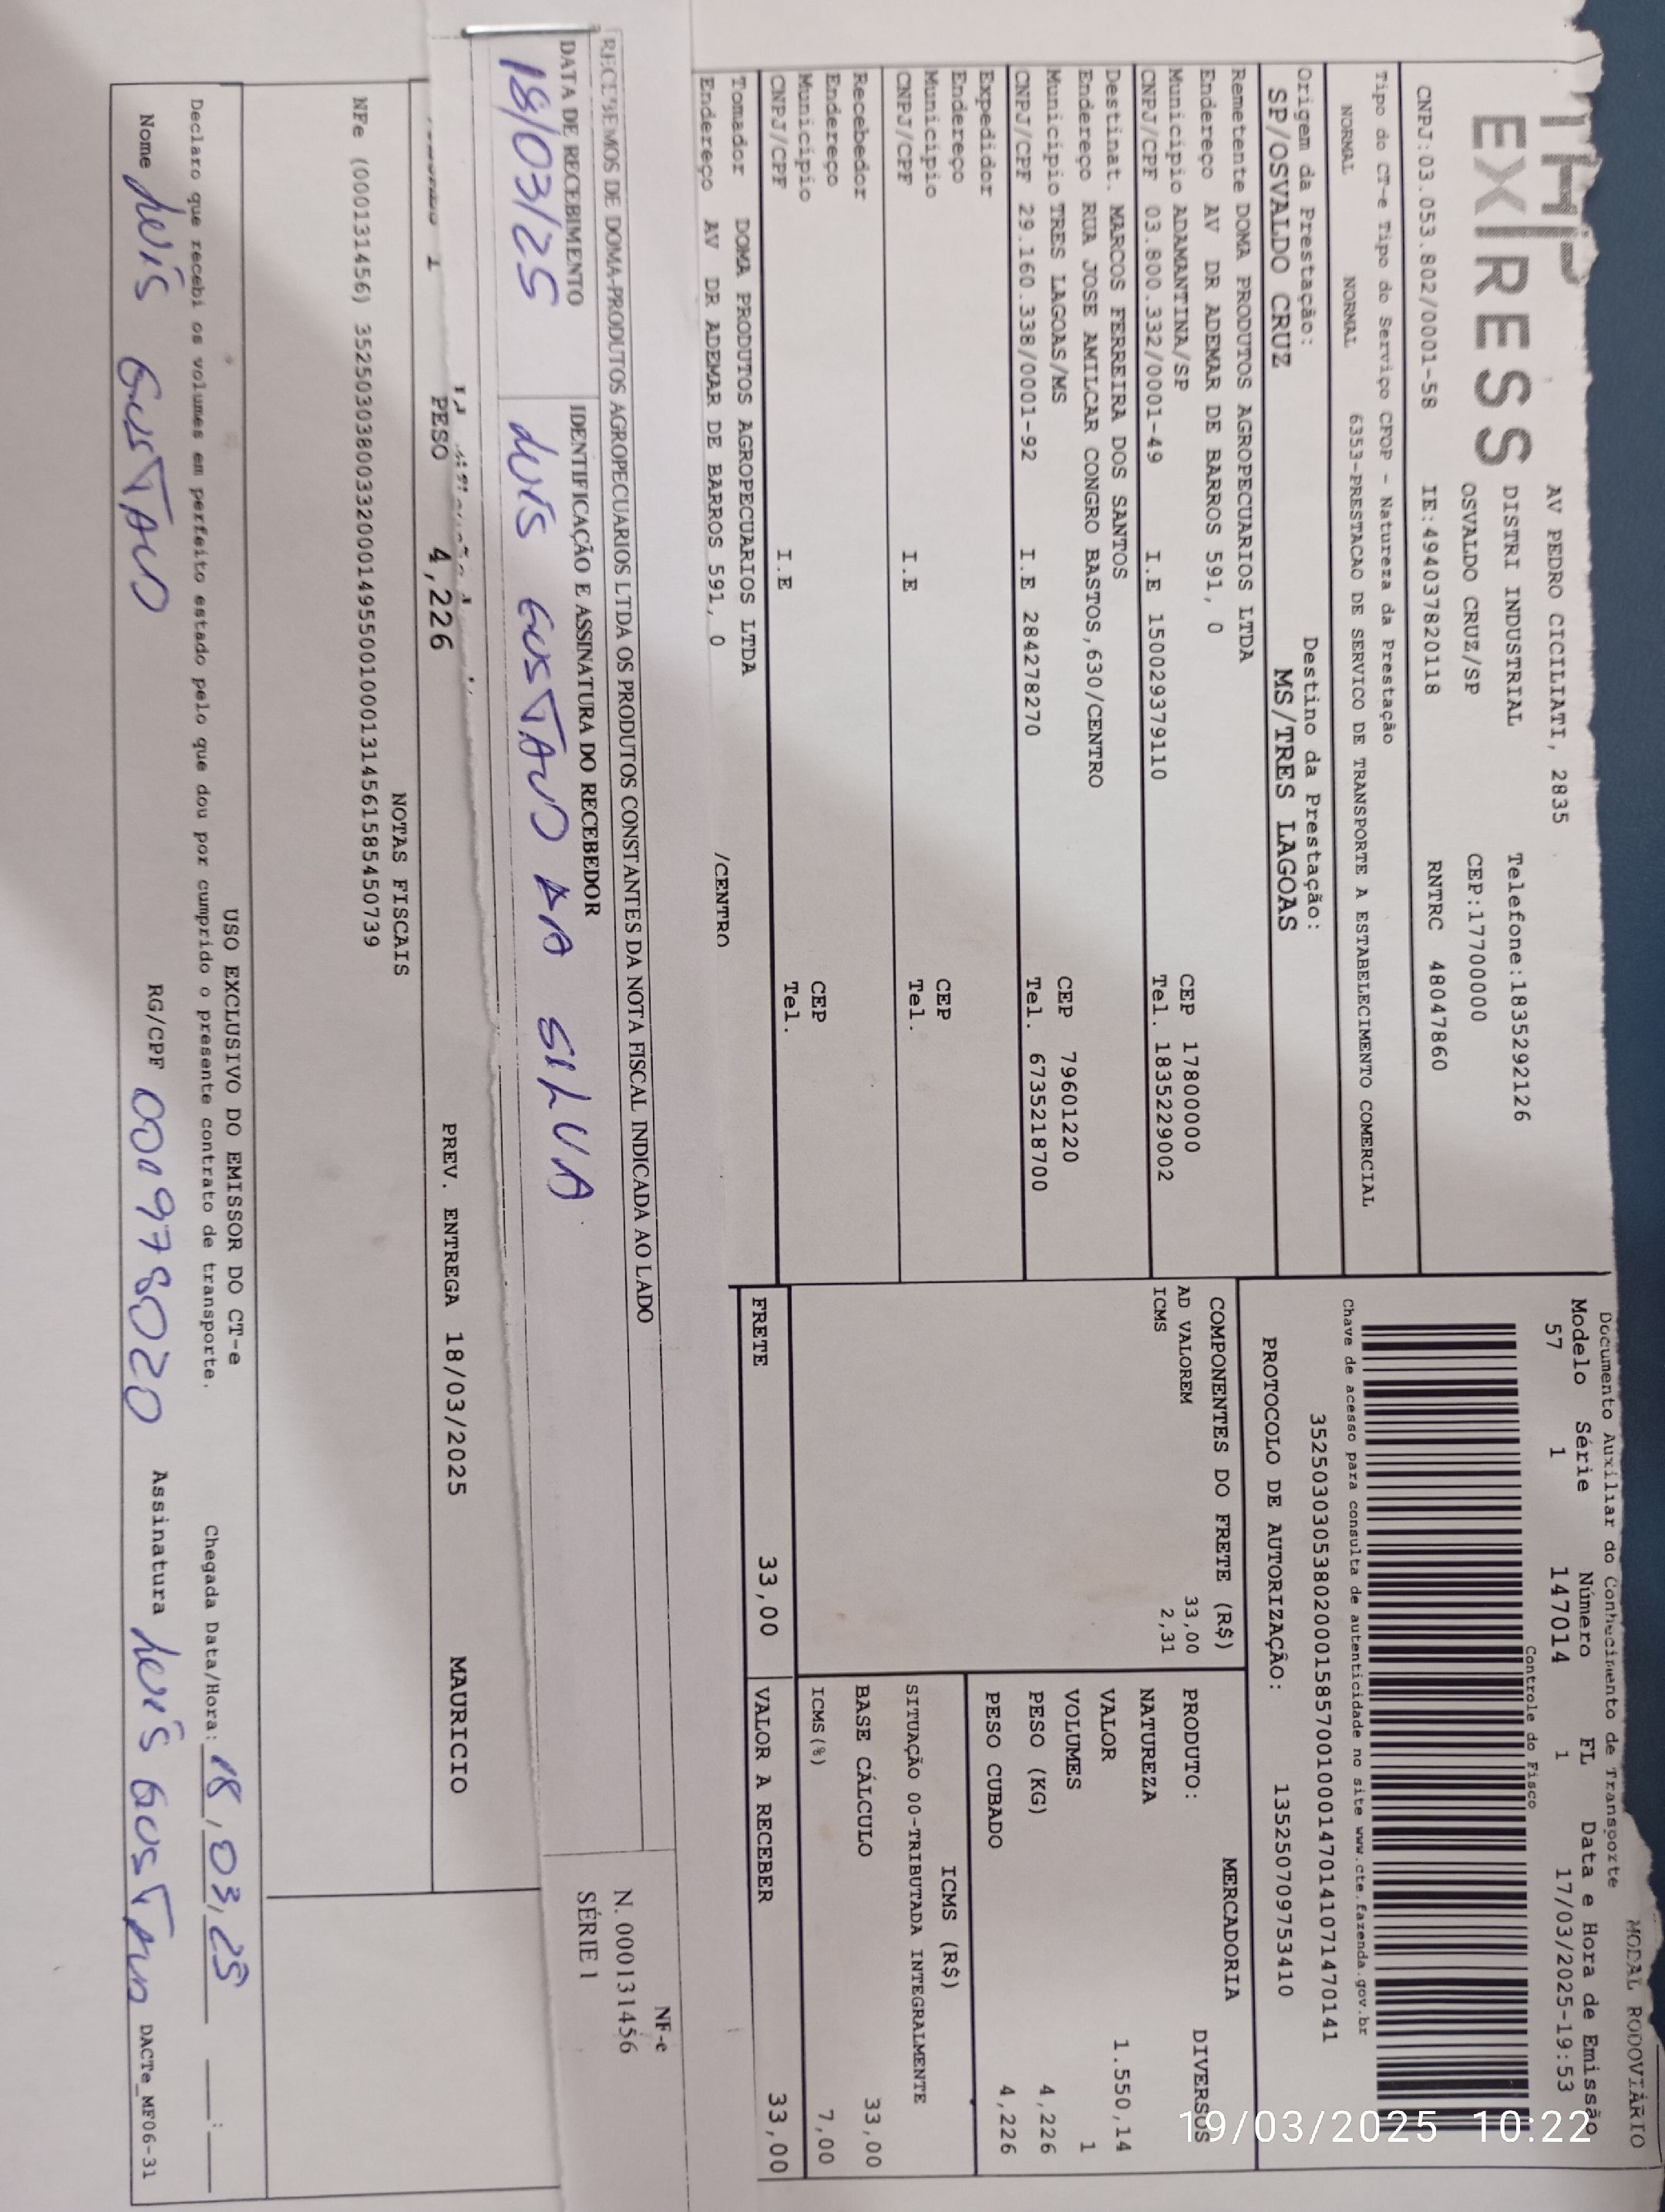 MODAL RODOVIÁRIO
THP
EXPRESS
AV PEDRO CICILIATI, 2835
DISTRI INDUSTRIAL Telefone:1835292126
OSVALDO CRUZ/SP CEP:17700000
CNPJ:03.053.802/0001-58 IE:494037820118 RNTRC 48047860
Documento Auxiliar do Conhecimento de Transporte
Modelo Série Número FL Data e Hora de Emissão
57 1 147014 1 17/03/2025-19:53
Controle do Fisco
Chave de acesso para consulta de autenticidade no site www.cte.fazenda.gov.br
35250303053802000158570010001470141071470141
PROTOCOLO DE AUTORIZAÇÃO: 135250709753410
Tipo do CT-e Tipo do Serviço CFOP - Natureza da Prestação
NORMAL NORMAL 6353-PRESTACAO DE SERVICO DE TRANSPORTE A ESTABELECIMENTO COMERCIAL
Origem da Prestação: Destino da Prestação:
SP/OSVALDO CRUZ MS/TRES LAGOAS
Remetente DOMA PRODUTOS AGROPECUARIOS LTDA
Endereço AV DR ADEMAR DE BARROS 591, 0
Município ADAMANTINA/SP CEP 17800000
CNPJ/CPF 03.800.332/0001-49 I.E 150029379110 Tel. 1835229002
Destinat. MARCOS FERREIRA DOS SANTOS
Endereço RUA JOSE AMILCAR CONGRO BASTOS,630/CENTRO
Município TRES LAGOAS/MS CEP 79601220
CNPJ/CPF 29.160.338/0001-92 I.E 284278270 Tel. 6735218700
Expedidor
Endereço
Município CEP
CNPJ/CPF I.E Tel.
Recebedor
Endereço
Município CEP
CNPJ/CPF I.E Tel.
Tomador DOMA PRODUTOS AGROPECUARIOS LTDA
Endereço AV DR ADEMAR DE BARROS 591, 0 /CENTRO
COMPONENTES DO FRETE (R$)
AD VALOREM 33,00
ICMS 2,31
MERCADORIA
PRODUTO: DIVERSOS
NATUREZA
VALOR 1.550,14
VOLUMES 1
PESO (KG) 4,226
PESO CUBADO 4,226
ICMS (R$)
SITUAÇÃO 00-TRIBUTADA INTEGRALMENTE
BASE CÁLCULO 33,00
ICMS(%) 7,00
FRETE 33,00 VALOR A RECEBER 33,00
RECEBEMOS DE DOMA-PRODUTOS AGROPECUARIOS LTDA OS PRODUTOS CONSTANTES DA NOTA FISCAL INDICADA AO LADO
DATA DE RECEBIMENTO IDENTIFICAÇÃO E ASSINATURA DO RECEBEDOR
18/03/25 Luís Gustavo da Silva
NF-e
N. 000131456
SÉRIE 1
1 PESO 4,226 PREV. ENTREGA 18/03/2025 MAURICIO
NOTAS FISCAIS
NFe (000131456) 35250303800332000149550010001314561585450739
USO EXCLUSIVO DO EMISSOR DO CT-e
Declaro que recebi os volumes em perfeito estado pelo que dou por cumprido o presente contrato de transporte. Chegada Data/Hora: 18/03/25 __:__
Nome Luís Gustavo RG/CPF 000978020 Assinatura Luís Gustavo DACTe_MF06-31
19/03/2025 10:22